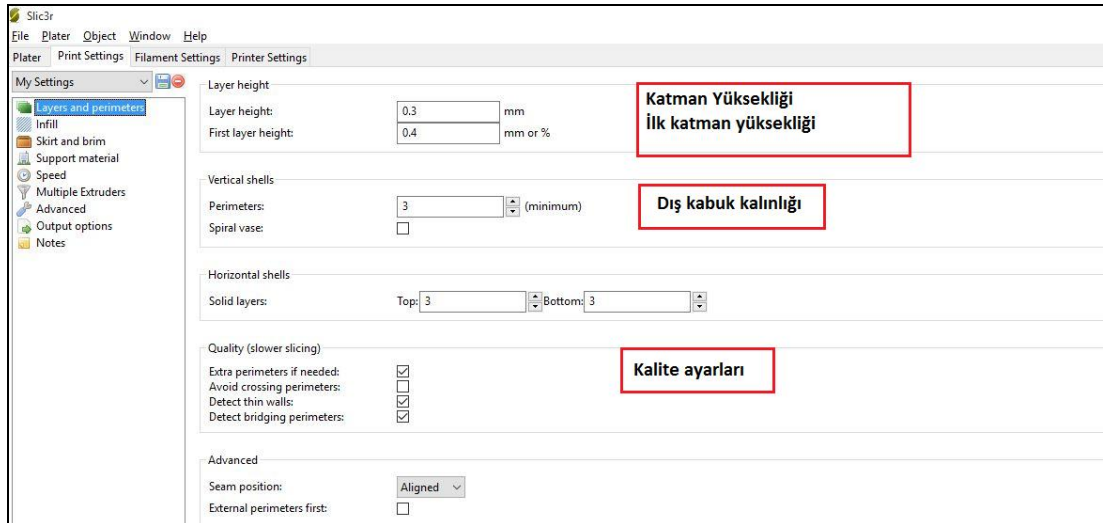 Slic3r
File Plater Object Window Help
Plater Print Settings Filament Settings Printer Settings
My Settings
Layers and perimeters
Infill
Skirt and brim
Support material
Speed
Multiple Extruders
Advanced
Output options
Notes
Layer height
Layer height: 0.3 mm
First layer height: 0.4 mm or %
Katman Yüksekliği
İlk katman yüksekliği
Vertical shells
Perimeters: 3 (minimum)
Spiral vase:
Dış kabuk kalınlığı
Horizontal shells
Solid layers: Top: 3 Bottom: 3
Quality (slower slicing)
Extra perimeters if needed:
Avoid crossing perimeters:
Detect thin walls:
Detect bridging perimeters:
Kalite ayarları
Advanced
Seam position: Aligned
External perimeters first: